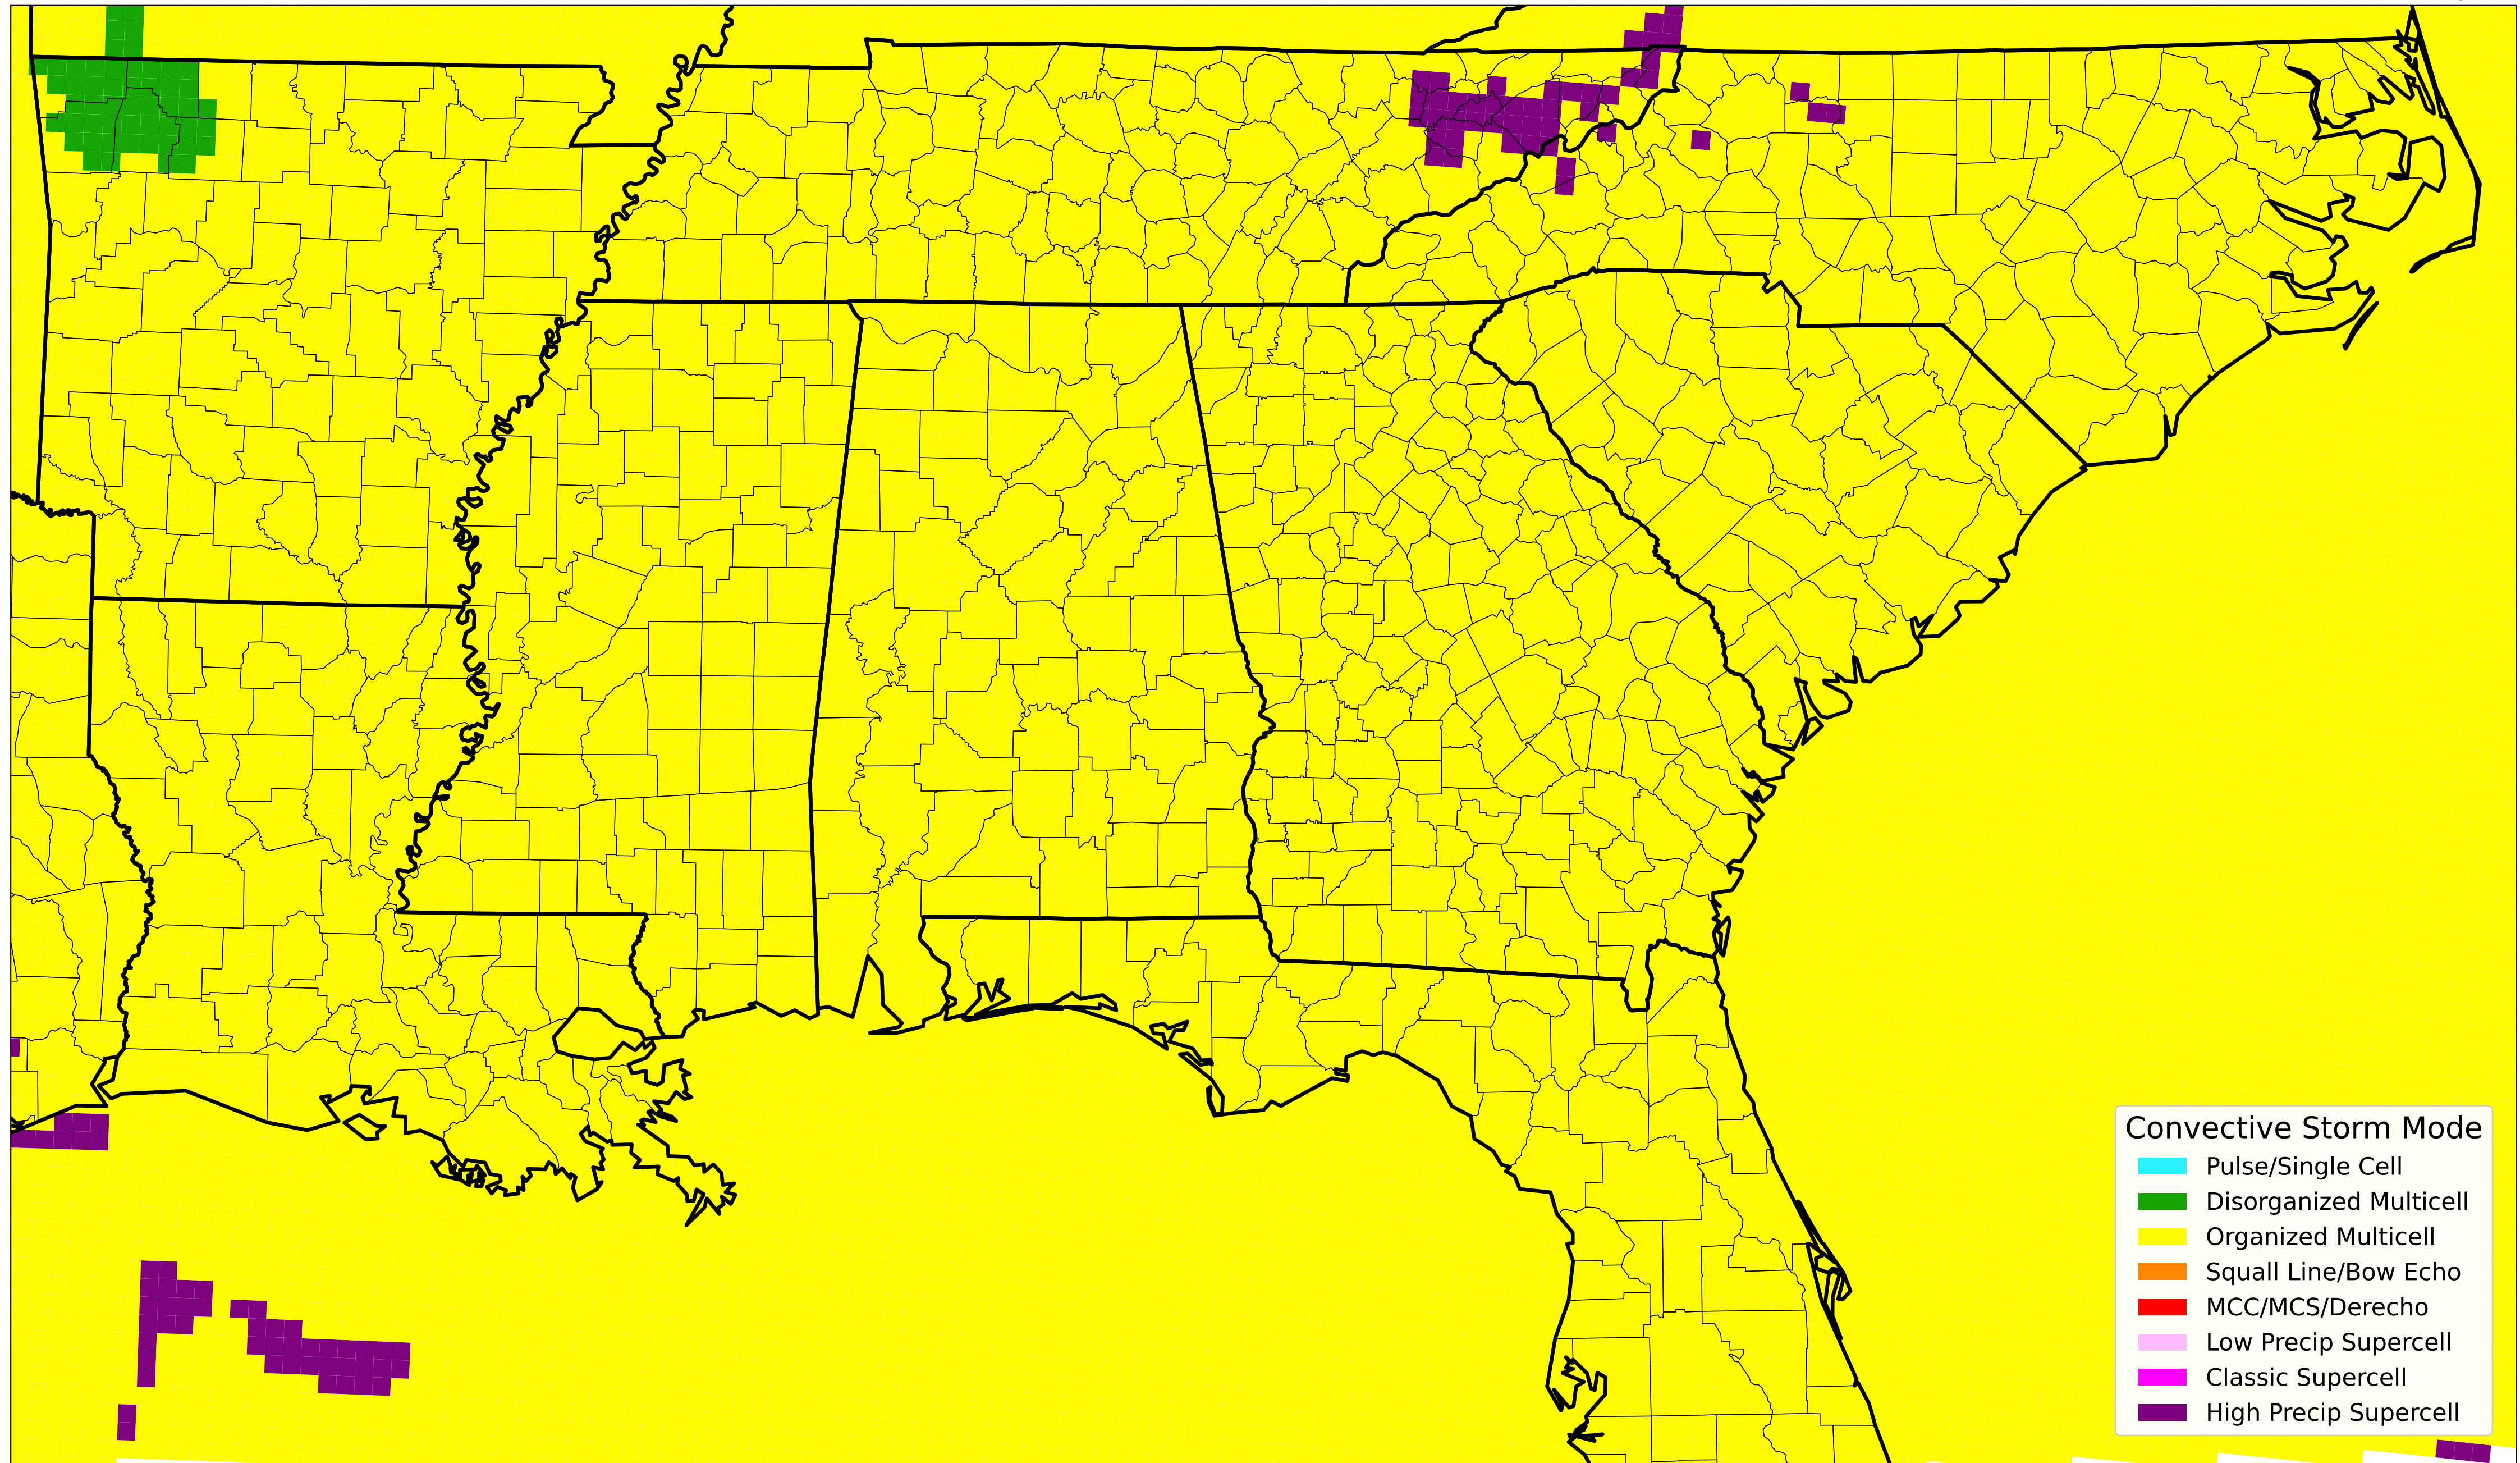 Convective Storm Mode
Pulse/Single Cell
Disorganized Multicell
Organized Multicell
Squall Line/Bow Echo
MCC/MCS/Derecho
Low Precip Supercell
Classic Supercell
High Precip Supercell